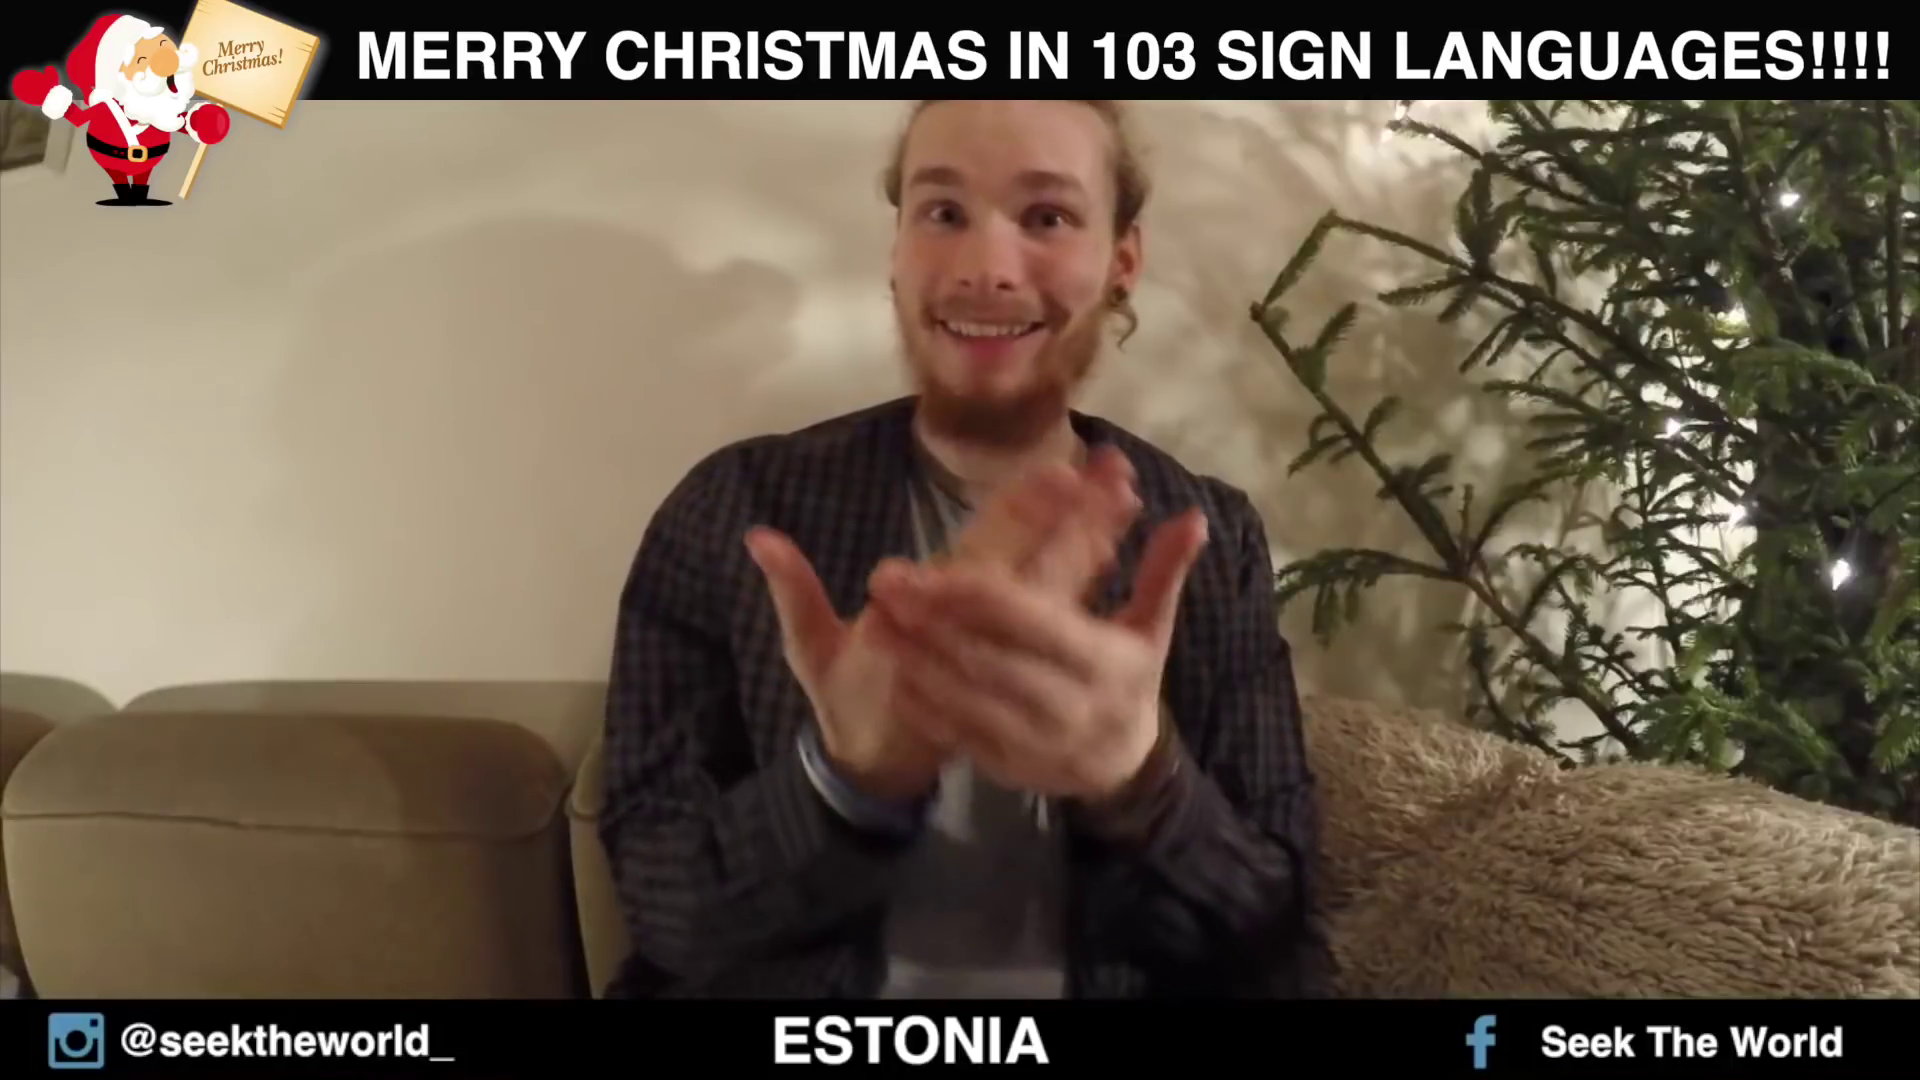 Merry
Christmas!
MERRY CHRISTMAS IN 103 SIGN LANGUAGES!!!!
@seektheworld_
ESTONIA
Seek The World